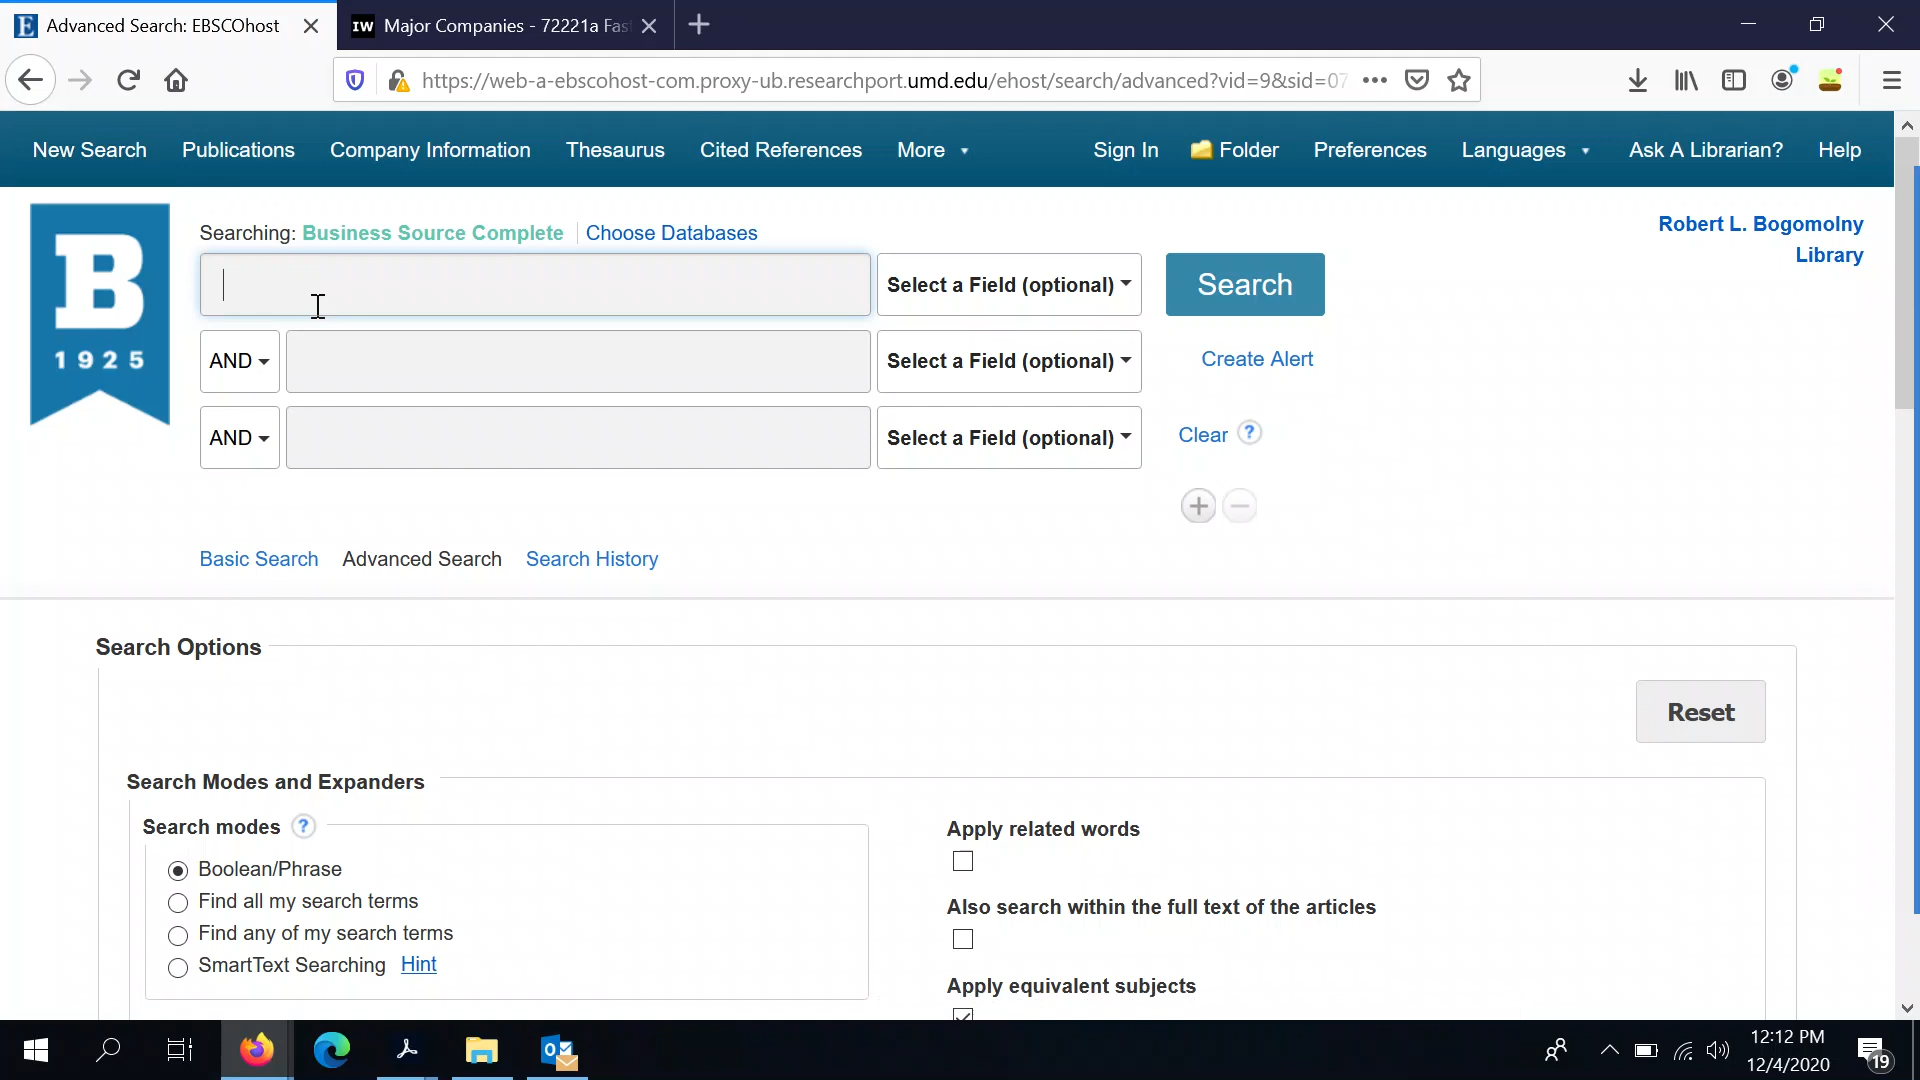 Advanced Search: EBSCOhost
IW Major Companies - 72221a Fas
https://web-a-ebscohost-com.proxy-ub.researchport.umd.edu/ehost/search/advanced?vid=9&sid=07
New Search Publications Company Information Thesaurus Cited References More Sign In Folder Preferences Languages Ask A Librarian? Help
B
1925
Searching: Business Source Complete Choose Databases
Robert L. Bogomolny
Library
Select a Field (optional) Search
AND Select a Field (optional) Create Alert
AND Select a Field (optional) Clear ?
Basic Search Advanced Search Search History
Search Options
Reset
Search Modes and Expanders
Search modes ?
Boolean/Phrase
Find all my search terms
Find any of my search terms
SmartText Searching Hint
Apply related words
Also search within the full text of the articles
Apply equivalent subjects
12:12 PM
12/4/2020
19